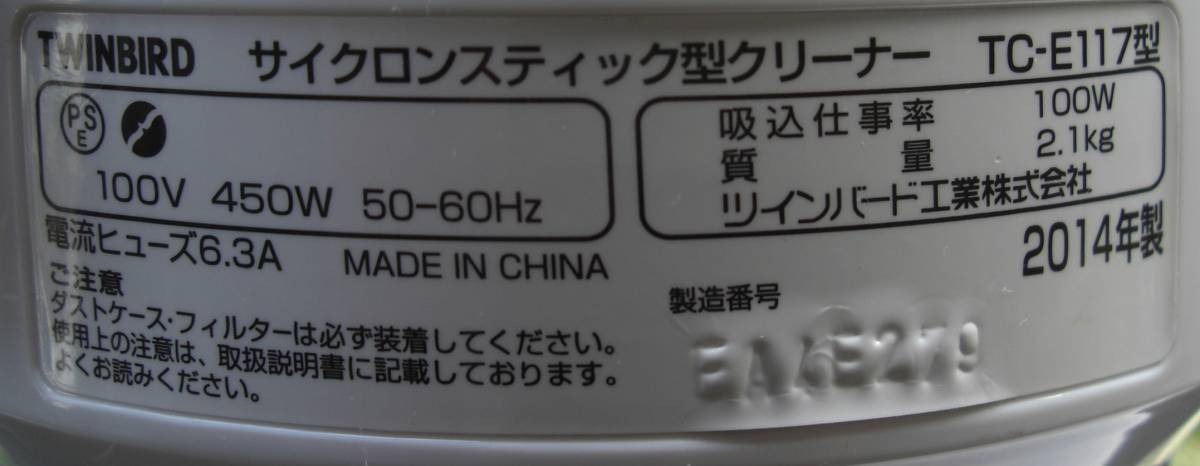 TWINBIRD サイクロンスティック型クリーナー TC-E117型
PSE
100V 450W 50-60Hz
吸込仕事率 100W
質量 2.1kg
ツインバード工業株式会社
電流ヒューズ6.3A MADE IN CHINA
2014年製
ご注意
ダストケース・フィルターは必ず装着してください。
使用上の注意は、取扱説明書に記載しております。
よくお読みください。
製造番号